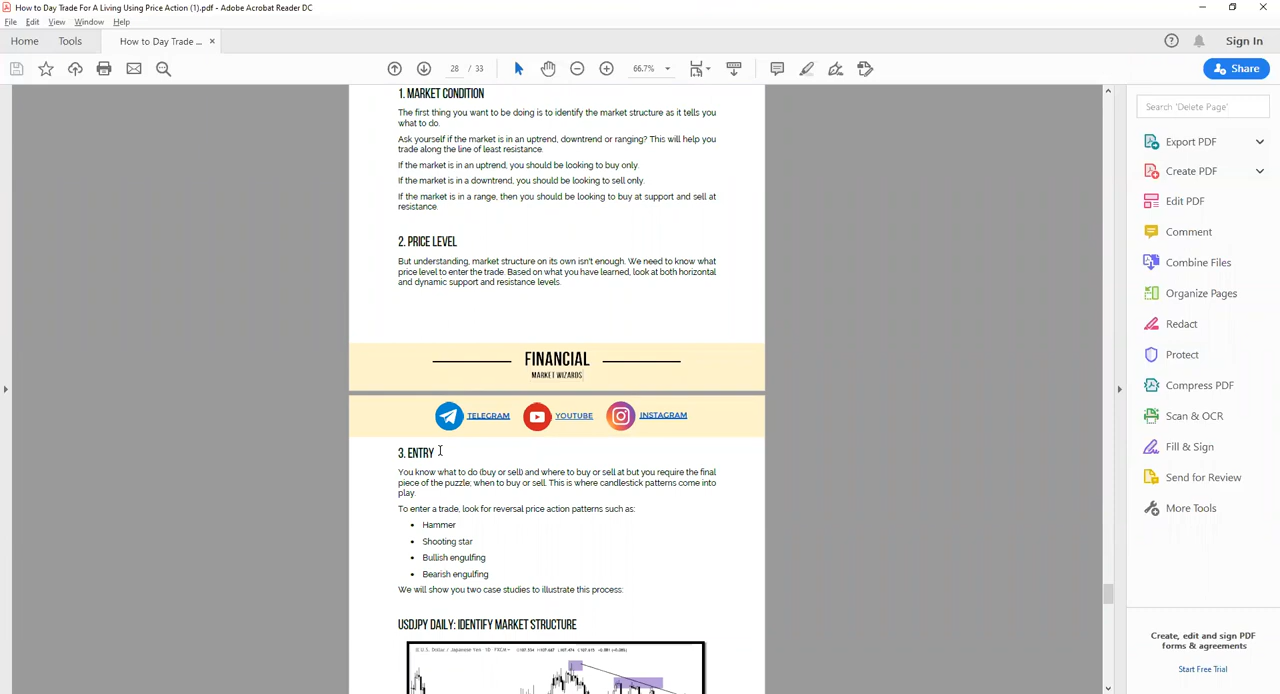 How to Day Trade For A Living Using Price Action (1).pdf - Adobe Acrobat Reader DC
File Edit View Window Help
Home Tools How to Day Trade ... × Sign In
28 / 33 66.7% Share
1. MARKET CONDITION
The first thing you want to be doing is to identify the market structure as it tells you
what to do.
Ask yourself if the market is in an uptrend, downtrend or ranging? This will help you
trade along the line of least resistance.
If the market is in an uptrend, you should be looking to buy only.
If the market is in a downtrend, you should be looking to sell only.
If the market is in a range, then you should be looking to buy at support and sell at
resistance.
2. PRICE LEVEL
But understanding, market structure on its own isn't enough. We need to know what
price level to enter the trade. Based on what you have learned, look at both horizontal
and dynamic support and resistance levels.
FINANCIAL
MARKET WIZARDS
TELEGRAM YOUTUBE INSTAGRAM
3. ENTRY
You know what to do (buy or sell) and where to buy or sell at but you require the final
piece of the puzzle; when to buy or sell. This is where candlestick patterns come into
play.
To enter a trade, look for reversal price action patterns such as:
• Hammer
• Shooting star
• Bullish engulfing
• Bearish engulfing
We will show you two case studies to illustrate this process:
USDJPY DAILY: IDENTIFY MARKET STRUCTURE
U.S. Dollar / Japanese Yen 1D FXCM
Search 'Delete Page'
Export PDF
Create PDF
Edit PDF
Comment
Combine Files
Organize Pages
Redact
Protect
Compress PDF
Scan & OCR
Fill & Sign
Send for Review
More Tools
Create, edit and sign PDF
forms & agreements
Start Free Trial